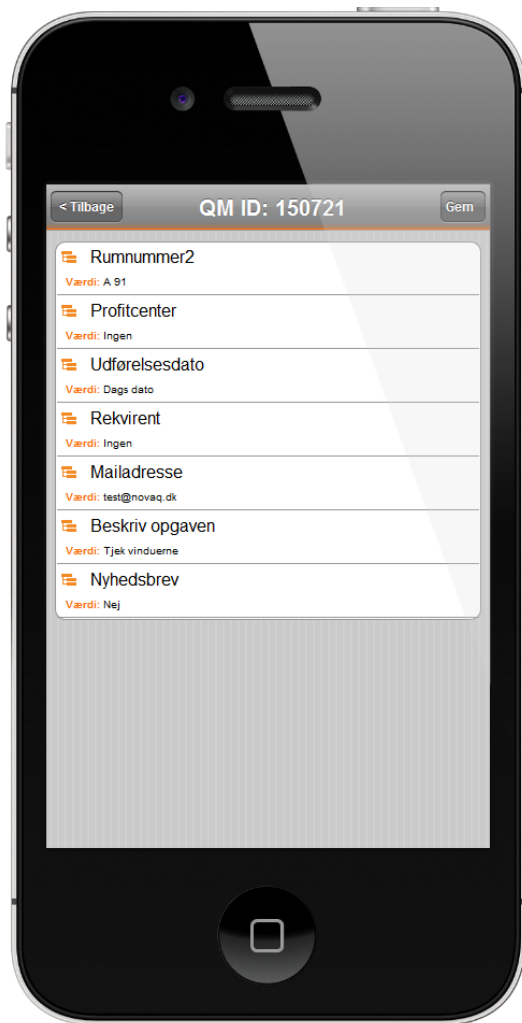 < Tilbage
QM ID: 150721
Gem
Rumnummer2
Værdi: A 91
Profitcenter
Værdi: Ingen
Udførelsesdato
Værdi: Dags dato
Rekvirent
Værdi: Ingen
Mailadresse
Værdi: test@novaq.dk
Beskriv opgaven
Værdi: Tjek vinduerne
Nyhedsbrev
Værdi: Nej